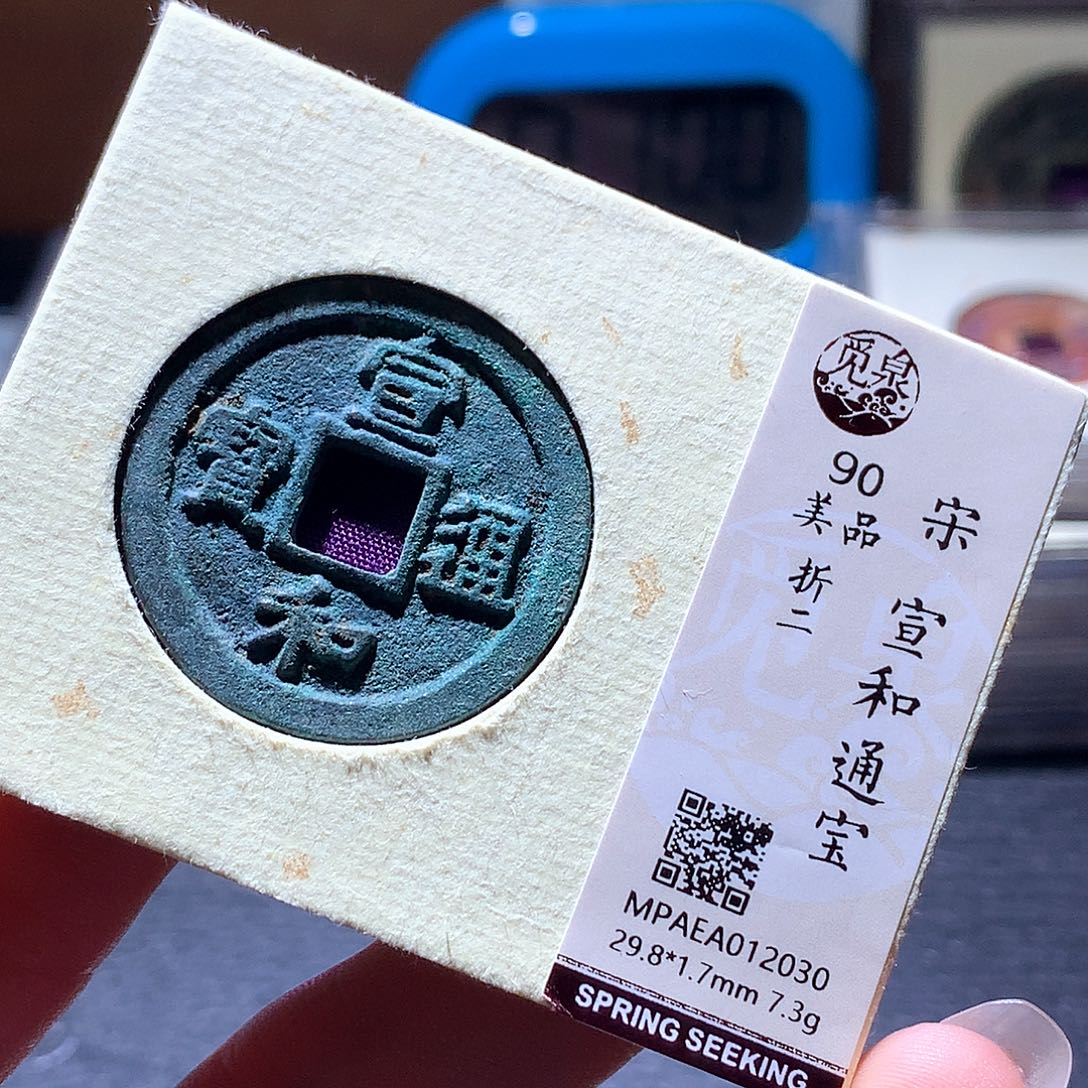 宣和通寳
觅泉
90
美品
折二
宋 宣和通宝
MPAEA012030
29.8*1.7mm 7.3g
SPRING SEEKING